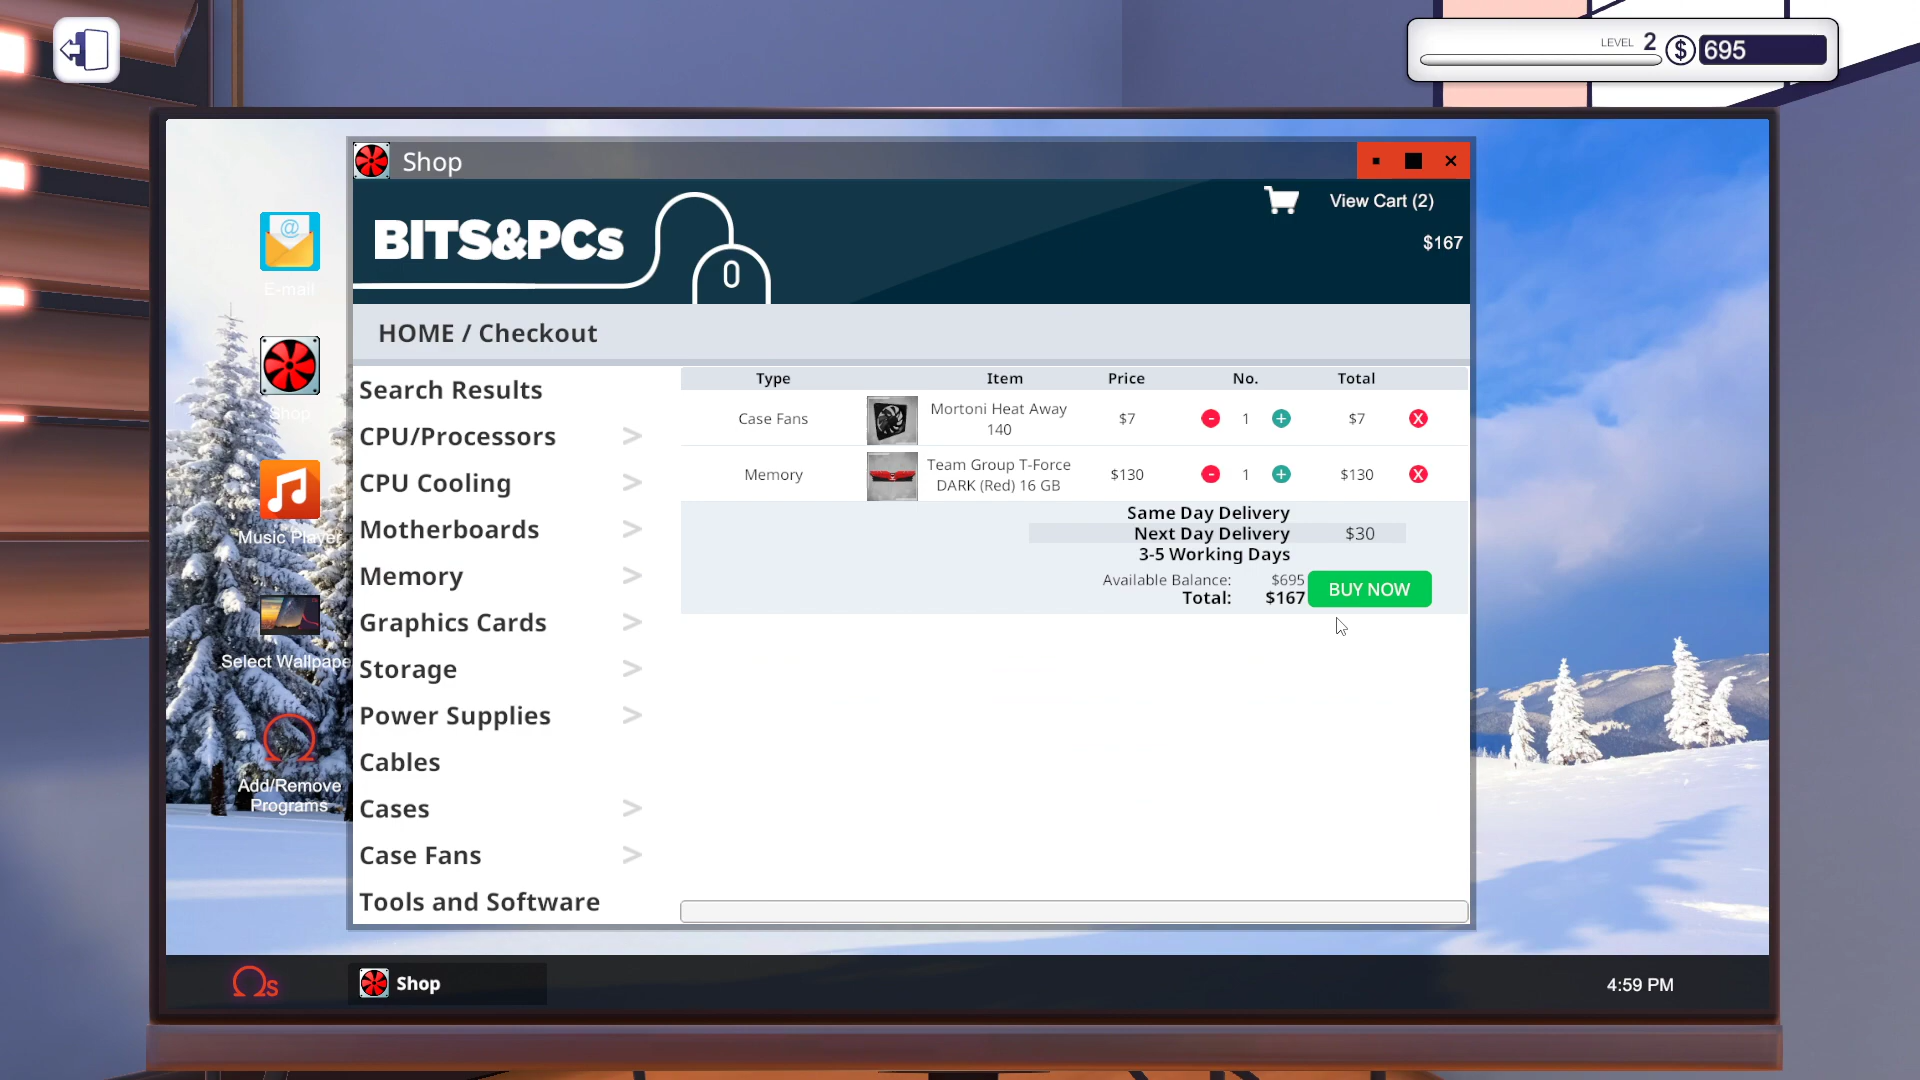 LEVEL 2 $ 695
Shop
View Cart (2)
BITS&PCs
$167
HOME / Checkout
E-mail
Shop
Music Player
Select Wallpape
Add/Remove
Programs
Search Results
CPU/Processors >
CPU Cooling >
Motherboards >
Memory >
Graphics Cards >
Storage >
Power Supplies >
Cables
Cases >
Case Fans >
Tools and Software
Type Item Price No. Total
Case Fans Mortoni Heat Away $7 - 1 + $7 X
140
Memory Team Group T-Force $130 - 1 + $130 X
DARK (Red) 16 GB
Same Day Delivery
Next Day Delivery $30
3-5 Working Days
Available Balance: $695
Total: $167
BUY NOW
Ωs Shop 4:59 PM